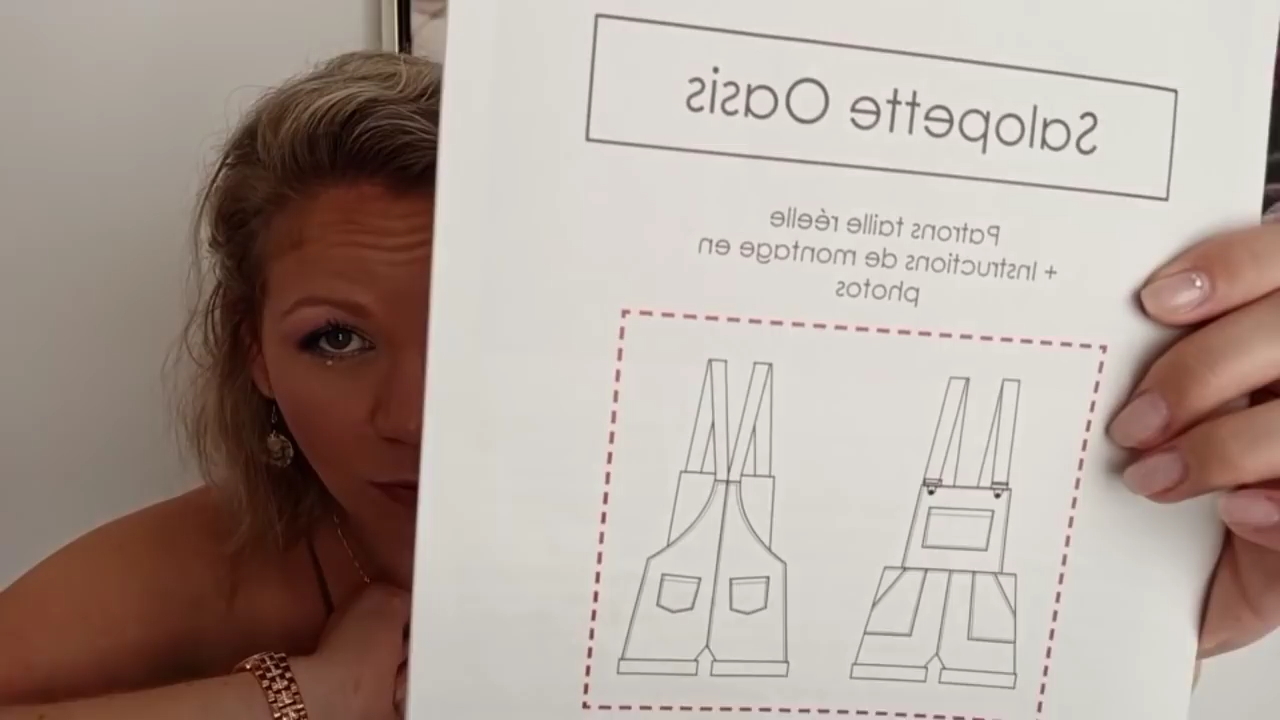 Salopette Oasis
Patrons taille réelle
+ Instructions de montage en
photos